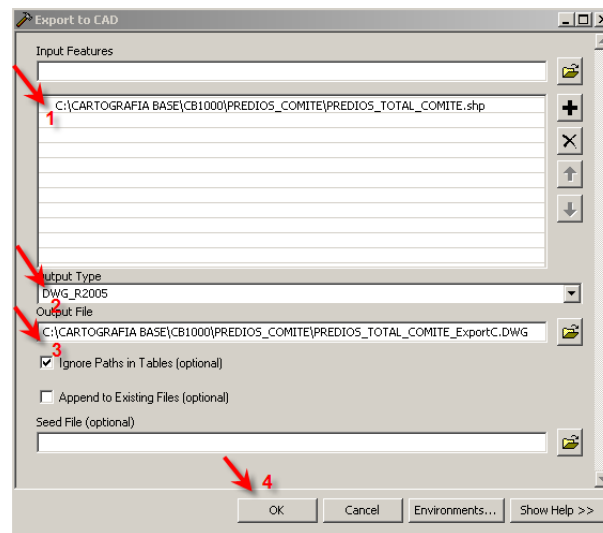 Export to CAD
Input Features
C:\CARTOGRAFIA BASE\CB1000\PREDIOS_COMITE\PREDIOS_TOTAL_COMITE.shp
1
Output Type
DWG_R2005
2
Output File
C:\CARTOGRAFIA BASE\CB1000\PREDIOS_COMITE\PREDIOS_TOTAL_COMITE_ExportC.DWG
3
Ignore Paths in Tables (optional)
Append to Existing Files (optional)
Seed File (optional)
4
OK Cancel Environments... Show Help >>